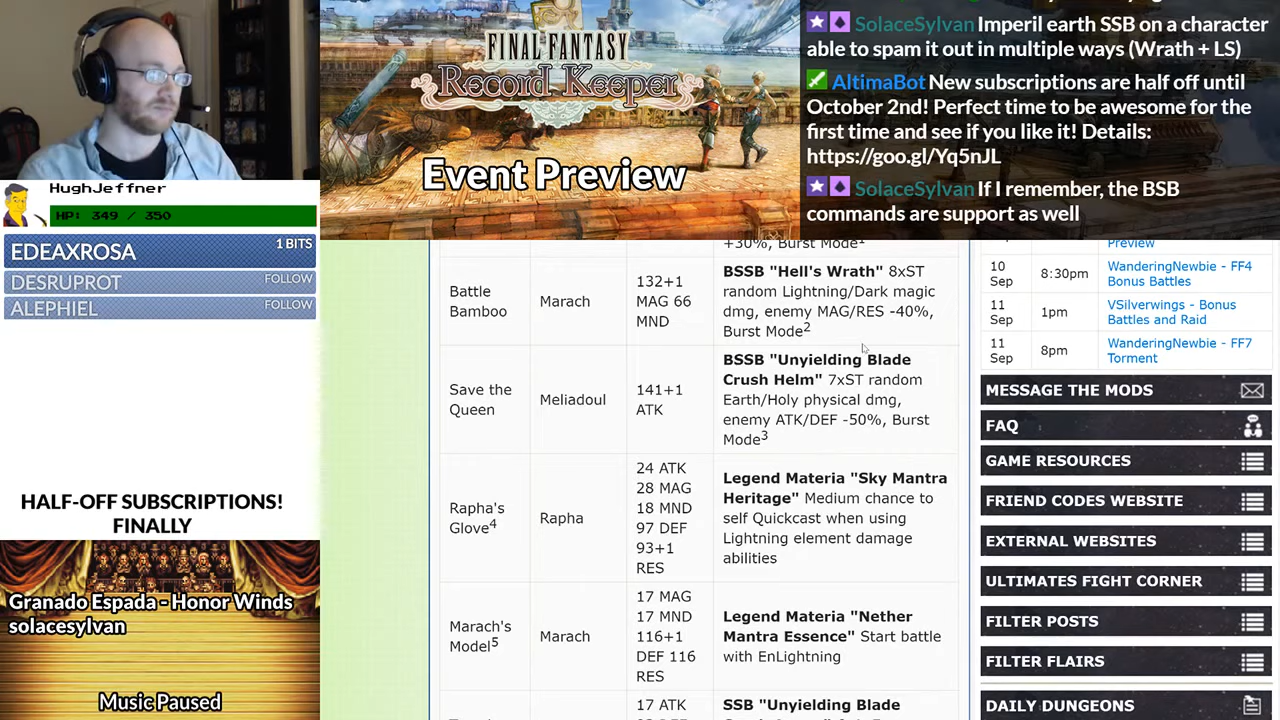 FINAL FANTASY
Record Keeper
Event Preview
SolaceSylvan Imperil earth SSB on a character
able to spam it out in multiple ways (Wrath + LS)
AltimaBot New subscriptions are half off until
October 2nd! Perfect time to be awesome for the
first time and see if you like it! Details:
https://goo.gl/Yq5nJL
SolaceSylvan If I remember, the BSB
commands are support as well
HughJeffner
HP: 349 / 350
EDEAXROSA 1 BITS
DESRUPROT FOLLOW
ALEPHIEL FOLLOW
HALF-OFF SUBSCRIPTIONS!
FINALLY
Granado Espada - Honor Winds
solacesylvan
Music Paused
+30%, Burst Mode1
Battle
Bamboo
Marach
132+1
MAG 66
MND
BSSB "Hell's Wrath" 8xST
random Lightning/Dark magic
dmg, enemy MAG/RES -40%,
Burst Mode2
Save the
Queen
Meliadoul
141+1
ATK
BSSB "Unyielding Blade
Crush Helm" 7xST random
Earth/Holy physical dmg,
enemy ATK/DEF -50%, Burst
Mode3
Rapha's
Glove4
Rapha
24 ATK
28 MAG
18 MND
97 DEF
93+1
RES
Legend Materia "Sky Mantra
Heritage" Medium chance to
self Quickcast when using
Lightning element damage
abilities
Marach's
Model5
Marach
17 MAG
17 MND
116+1
DEF 116
RES
Legend Materia "Nether
Mantra Essence" Start battle
with EnLightning
17 ATK
SSB "Unyielding Blade
Preview
10
Sep
8:30pm
WanderingNewbie - FF4
Bonus Battles
11
Sep
1pm
VSilverwings - Bonus
Battles and Raid
11
Sep
8pm
WanderingNewbie - FF7
Torment
MESSAGE THE MODS
FAQ
GAME RESOURCES
FRIEND CODES WEBSITE
EXTERNAL WEBSITES
ULTIMATES FIGHT CORNER
FILTER POSTS
FILTER FLAIRS
DAILY DUNGEONS